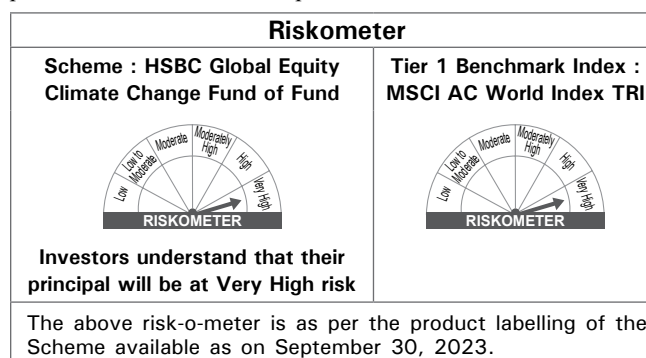 Riskometer
Scheme : HSBC Global Equity
Climate Change Fund of Fund
Low
Low to
Moderate
Moderate
Moderately
High
High
Very High
RISKOMETER
Investors understand that their
principal will be at Very High risk
Tier 1 Benchmark Index :
MSCI AC World Index TRI
Low
Low to
Moderate
Moderate
Moderately
High
High
Very High
RISKOMETER
The above risk-o-meter is as per the product labelling of the
Scheme available as on September 30, 2023.